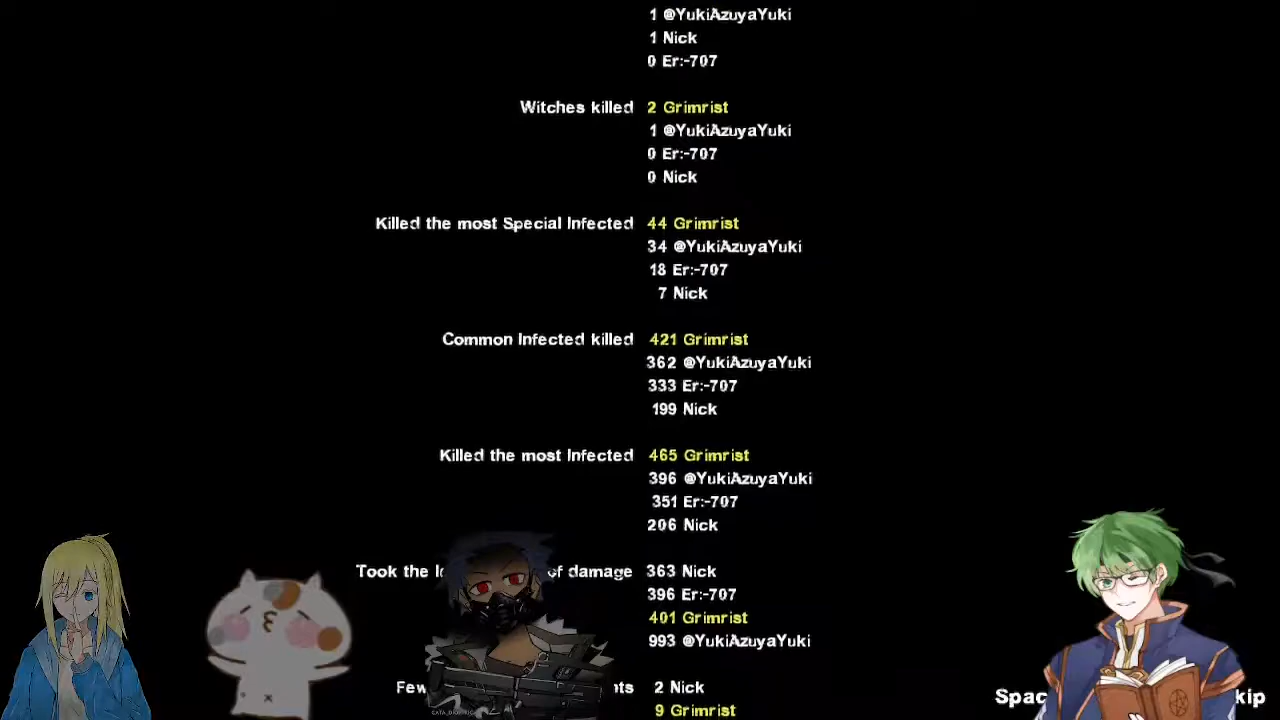 1 @YukiAzuyaYuki
1 Nick
0 Er:-707
Witches killed 2 Grimrist
1 @YukiAzuyaYuki
0 Er:-707
0 Nick
Killed the most Special Infected 44 Grimrist
34 @YukiAzuyaYuki
18 Er:-707
7 Nick
Common Infected killed 421 Grimrist
362 @YukiAzuyaYuki
333 Er:-707
199 Nick
Killed the most Infected 465 Grimrist
396 @YukiAzuyaYuki
351 Er:-707
206 Nick
Took the of damage 363 Nick
396 Er:-707
401 Grimrist
993 @YukiAzuyaYuki
Few nts 2 Nick
9 Grimrist
Spac kip